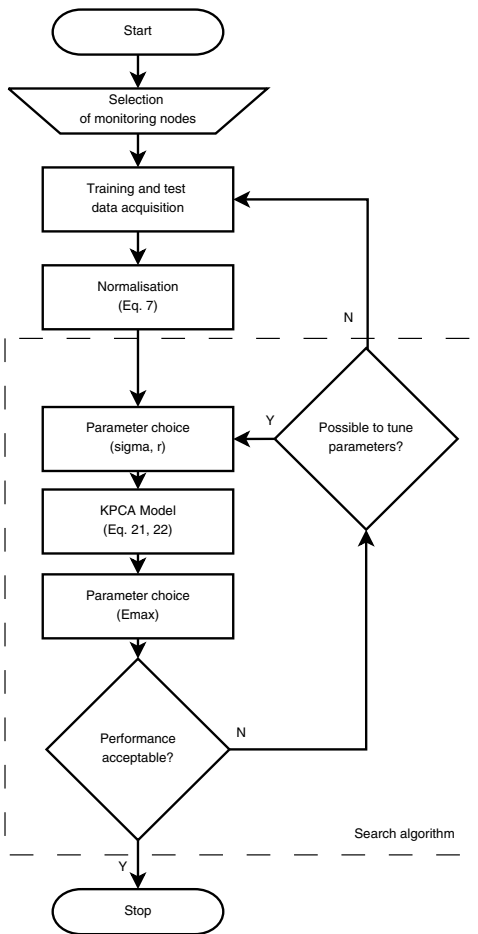 Start
Selection
of monitoring nodes
Training and test
data acquisition
Normalisation
(Eq. 7)
N
Parameter choice
(sigma, r)
Y
Possible to tune
parameters?
KPCA Model
(Eq. 21, 22)
Parameter choice
(Emax)
Performance
acceptable?
N
Search algorithm
Y
Stop